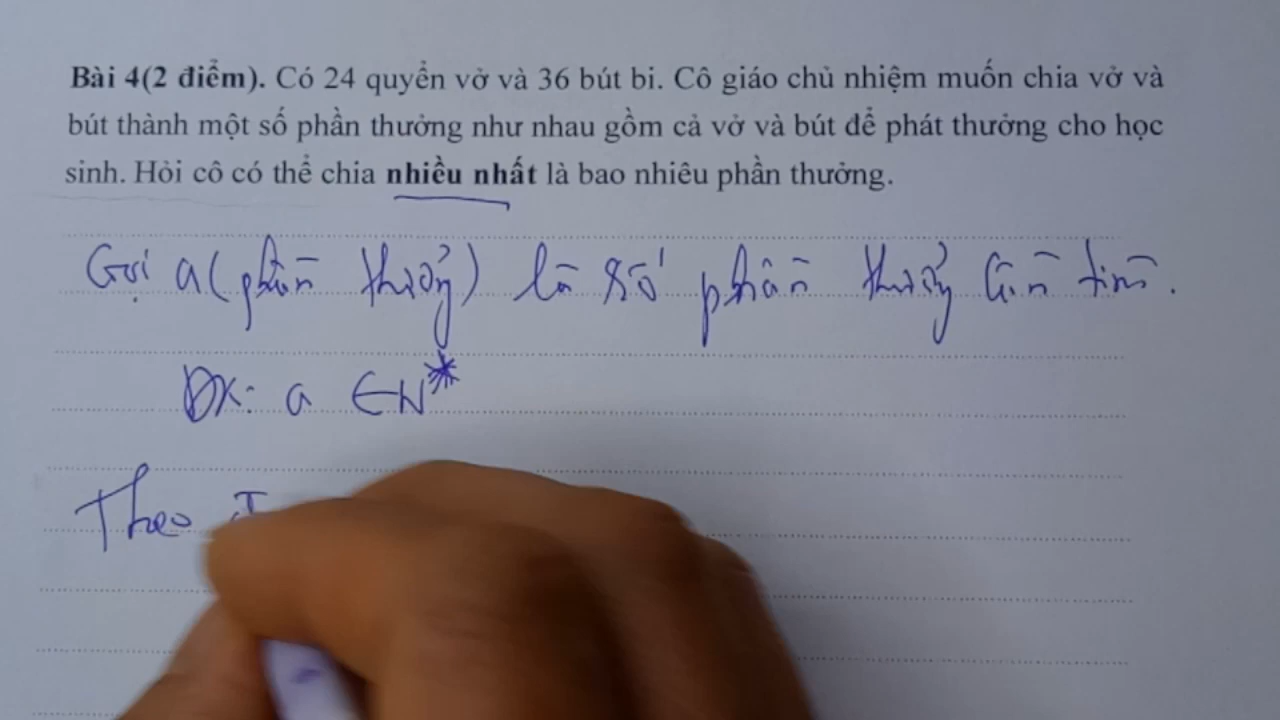 Bài 4(2 điểm). Có 24 quyển vở và 36 bút bi. Cô giáo chủ nhiệm muốn chia vở và
bút thành một số phần thưởng như nhau gồm cả vở và bút để phát thưởng cho học
sinh. Hỏi cô có thể chia nhiều nhất là bao nhiêu phần thưởng.
Gọi a (phần thưởng) là số phần thưởng cần tìm.
ĐK: a ∈ N*
Theo